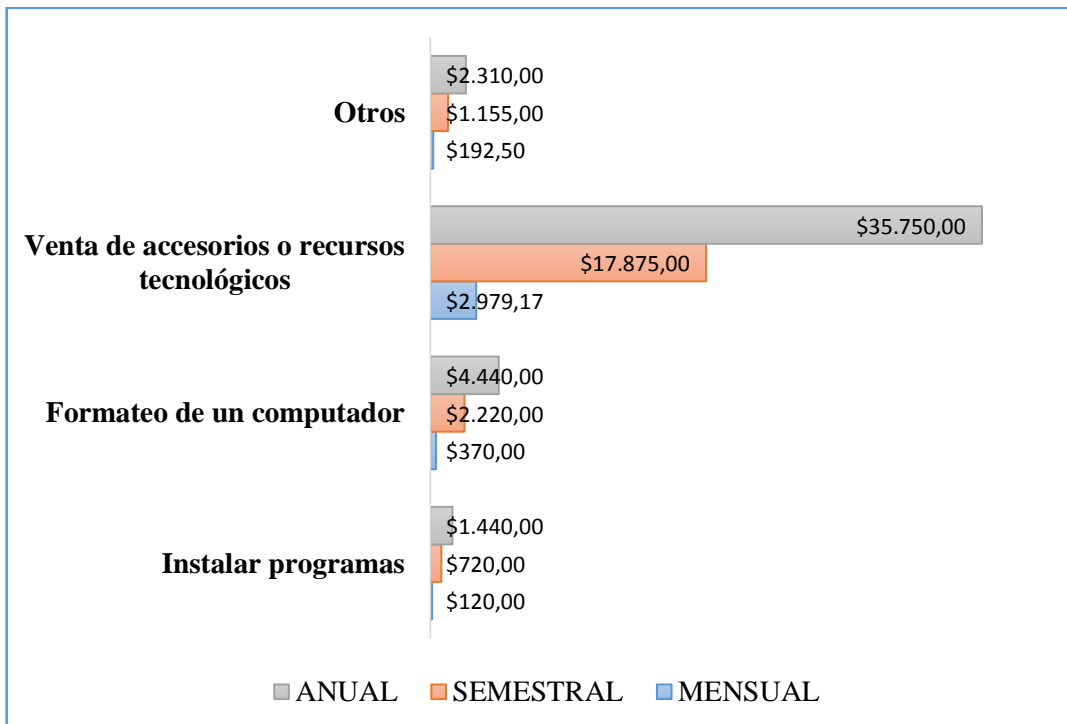 $2.310,00
Otros
$1.155,00
$192,50
$35.750,00
Venta de accesorios o recursos
tecnológicos
$17.875,00
$2.979,17
$4.440,00
Formateo de un computador
$2.220,00
$370,00
$1.440,00
Instalar programas
$720,00
$120,00
ANUAL SEMESTRAL MENSUAL